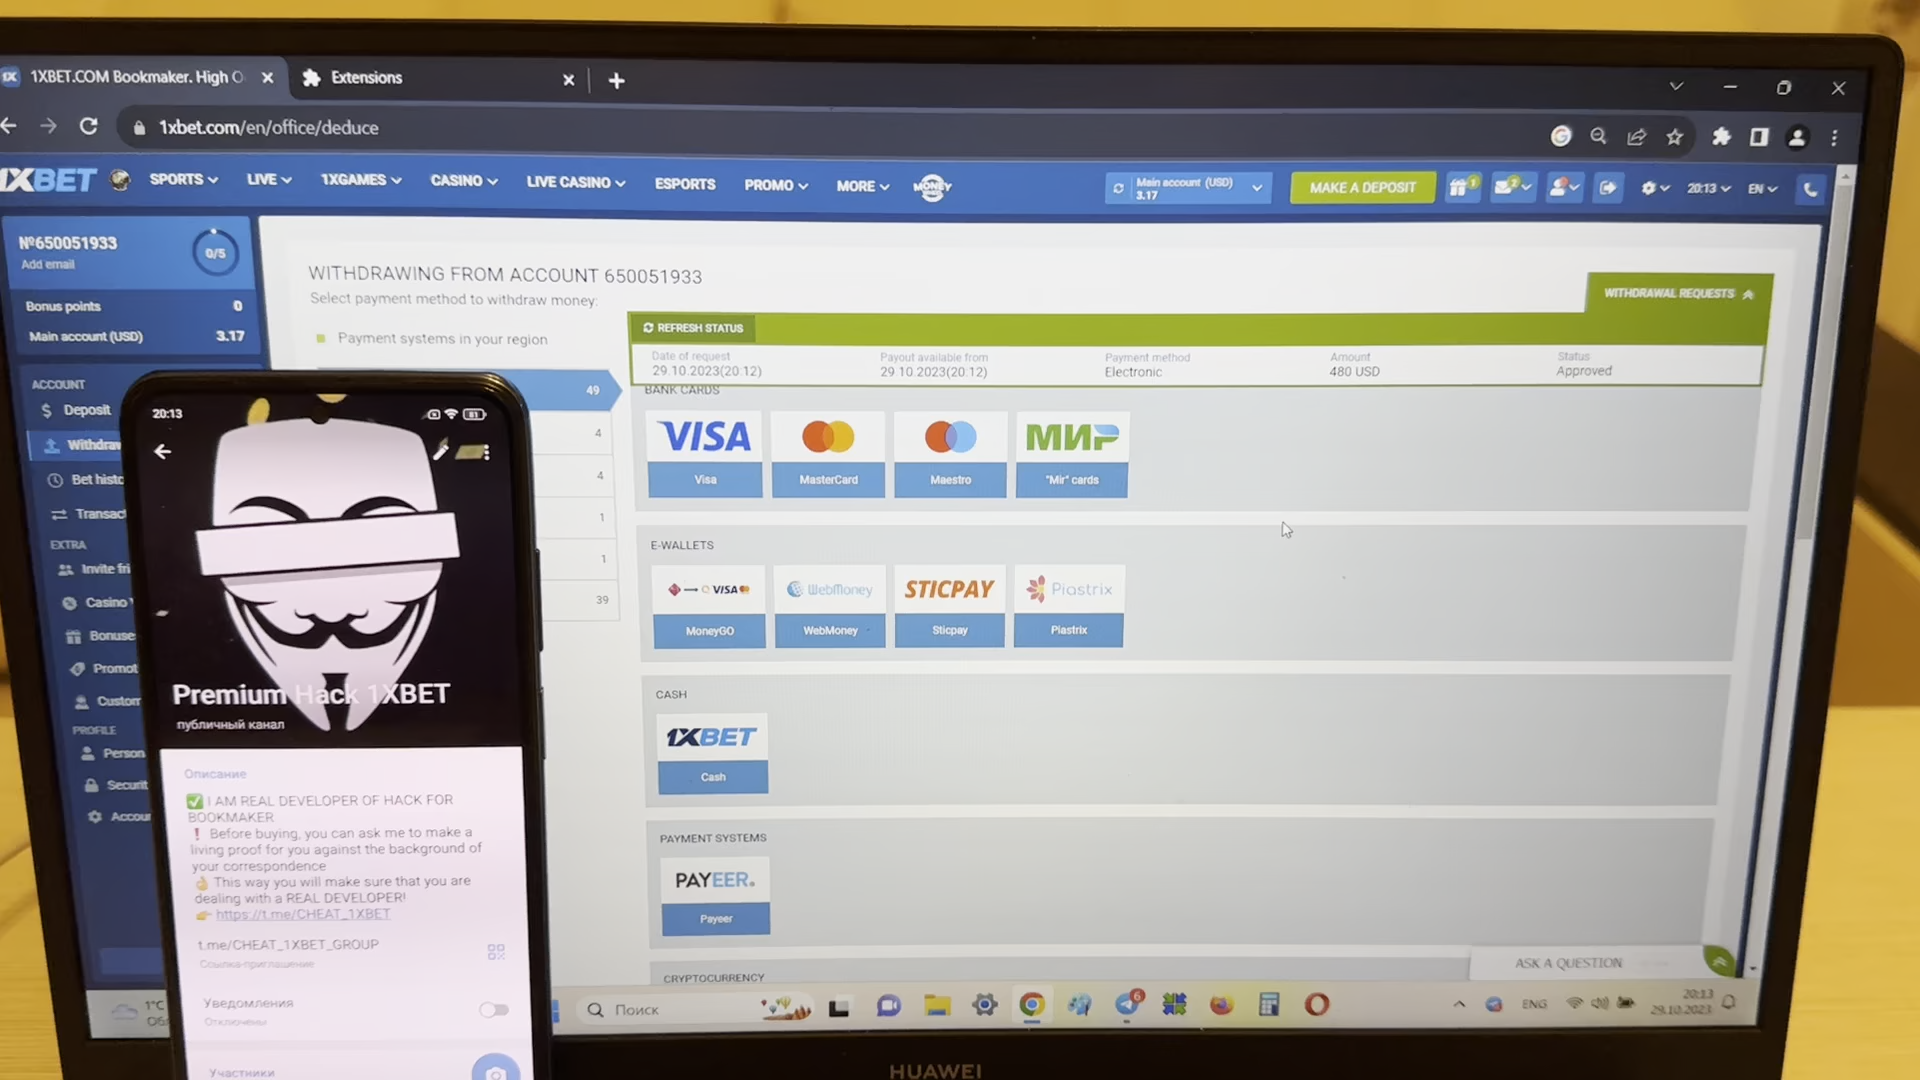 1XBET.COM Bookmaker. High O
Extensions
1xbet.com/en/office/deduce
1XBET
SPORTS
LIVE
1XGAMES
CASINO
LIVE CASINO
ESPORTS
PROMO
MORE
Main account (USD)
3.17
MAKE A DEPOSIT
20:13
EN
№650051933
Add email
0/5
Bonus points 0
Main account (USD) 3.17
ACCOUNT
Deposit
Withdraw
Bet histo
Transact
EXTRA
Invite fri
Casino
Bonuse
Promot
Custom
PROFILE
Person
Securit
Accou
WITHDRAWING FROM ACCOUNT 650051933
Select payment method to withdraw money:
Payment systems in your region
49
4
4
1
1
39
WITHDRAWAL REQUESTS
REFRESH STATUS
Date of request
29.10.2023(20:12)
Payout available from
29.10.2023(20:12)
Payment method
Electronic
Amount
480 USD
Status
Approved
BANK CARDS
VISA
МИР
Visa
MasterCard
Maestro
"Mir" cards
E-WALLETS
VISA
WebMoney
STICPAY
Piastrix
MoneyGO
WebMoney
Sticpay
Piastrix
CASH
1XBET
Cash
PAYMENT SYSTEMS
PAYEER.
Payeer
CRYPTOCURRENCY
ASK A QUESTION
20:13
81
Premium Hack 1XBET
публичный канал
Описание
I AM REAL DEVELOPER OF HACK FOR
BOOKMAKER
Before buying, you can ask me to make a
living proof for you against the background of
your correspondence
This way you will make sure that you are
dealing with a REAL DEVELOPER!
https://t.me/CHEAT_1XBET
t.me/CHEAT_1XBET_GROUP
Ссылка-приглашение
Уведомления
Отключены
Участники
1°C
Поиск
6
ENG
20:13
29.10.2023
HUAWEI